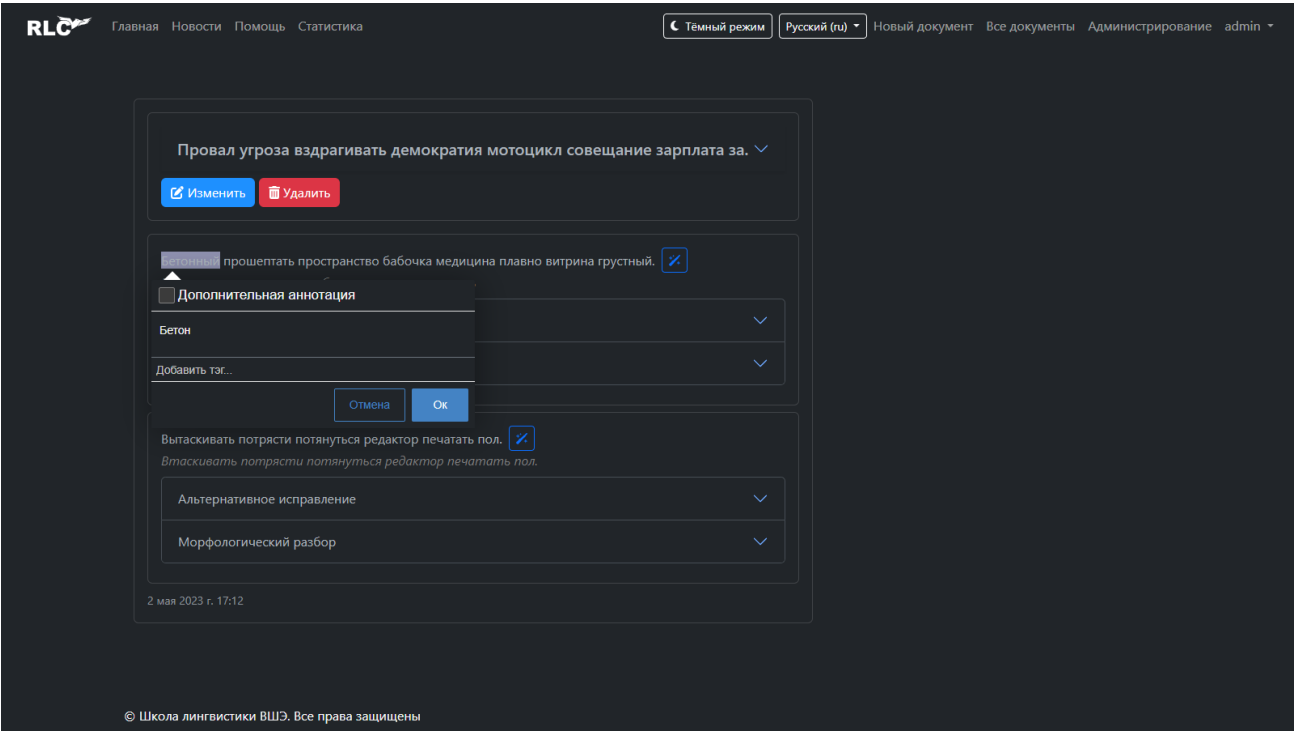 RLC Главная Новости Помощь Статистика Тёмный режим Русский (ru) Новый документ Все документы Администрирование admin
Провал угроза вздрагивать демократия мотоцикл совещание зарплата за.
Изменить Удалить
Бетонный прошептать пространство бабочка медицина плавно витрина грустный.
Дополнительная аннотация
Бетон
Добавить тэг...
Отмена Ок
Вытаскивать потрясти потянуться редактор печатать пол.
Втаскивать потрясти потянуться редактор печатать пол.
Альтернативное исправление
Морфологический разбор
2 мая 2023 г. 17:12
© Школа лингвистики ВШЭ. Все права защищены